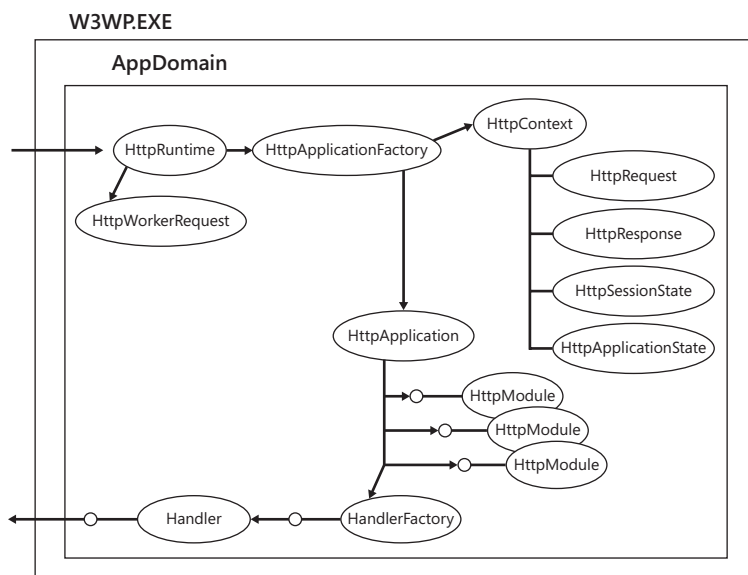 W3WP.EXE
AppDomain
HttpContext
HttpRuntime
HttpApplicationFactory
HttpRequest
HttpWorkerRequest
HttpResponse
HttpSessionState
HttpApplication
HttpApplicationState
HttpModule
HttpModule
HttpModule
Handler
HandlerFactory